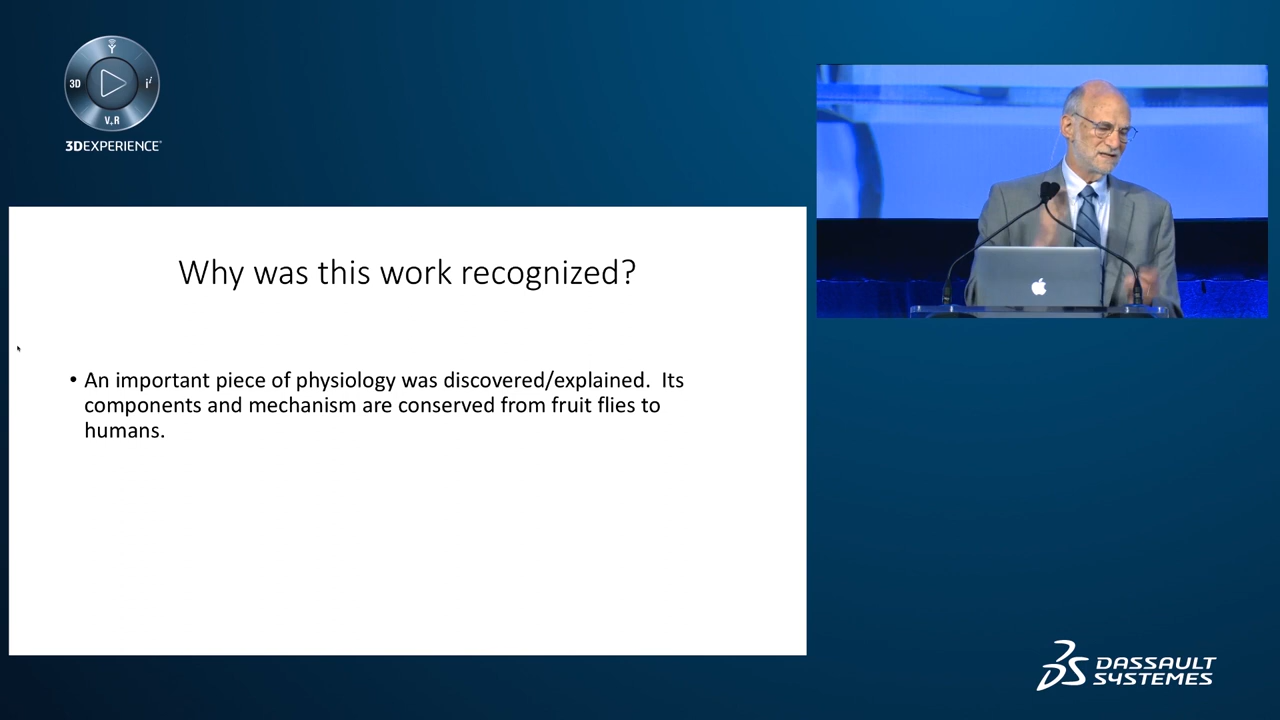 3D
i
V,R
3DEXPERIENCE
Why was this work recognized?
• An important piece of physiology was discovered/explained. Its
components and mechanism are conserved from fruit flies to
humans.
DASSAULT
SYSTEMES